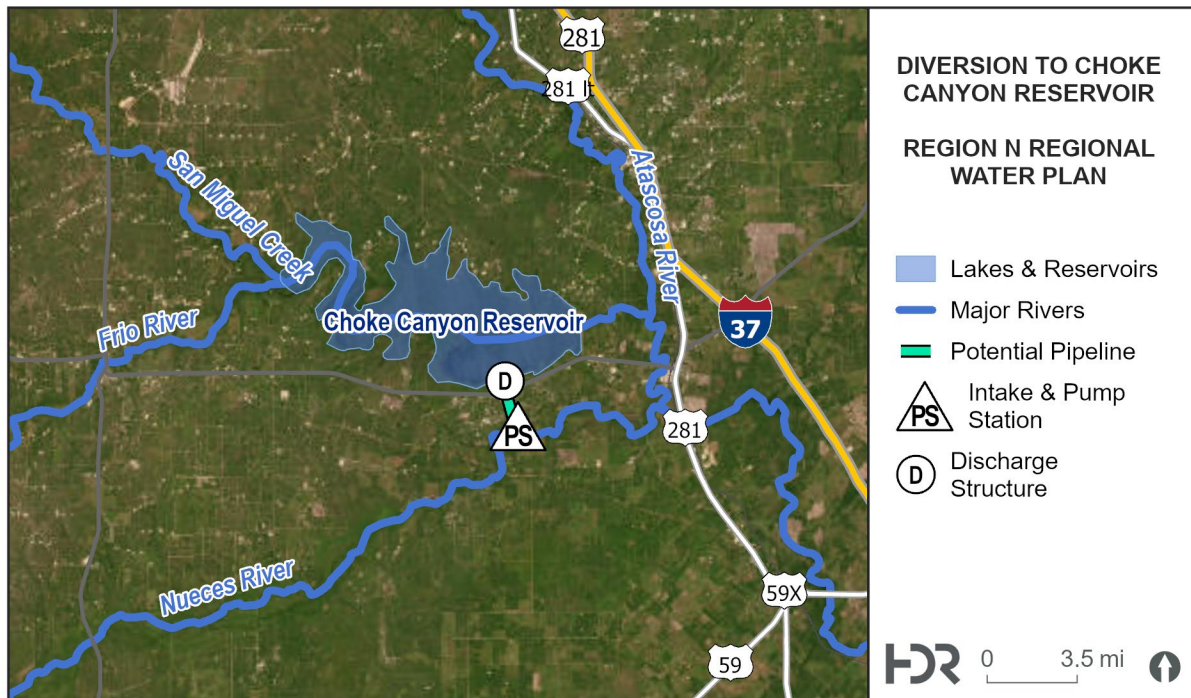 281
281 lt
Atascosa River
San Miguel Creek
Choke Canyon Reservoir
Frio River
37
D
PS
281
Nueces River
59X
59
DIVERSION TO CHOKE
CANYON RESERVOIR
REGION N REGIONAL
WATER PLAN
Lakes & Reservoirs
Major Rivers
Potential Pipeline
PS
Intake & Pump
Station
D
Discharge
Structure
HDR
0 3.5 mi